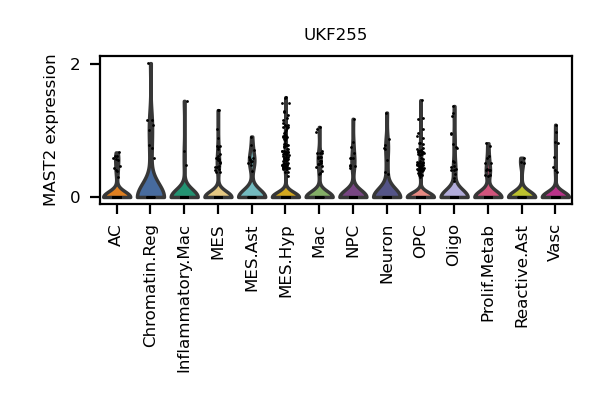 UKF255
MAST2 expression
2
0
AC
Chromatin.Reg
Inflammatory.Mac
MES
MES.Ast
MES.Hyp
Mac
NPC
Neuron
OPC
Oligo
Prolif.Metab
Reactive.Ast
Vasc